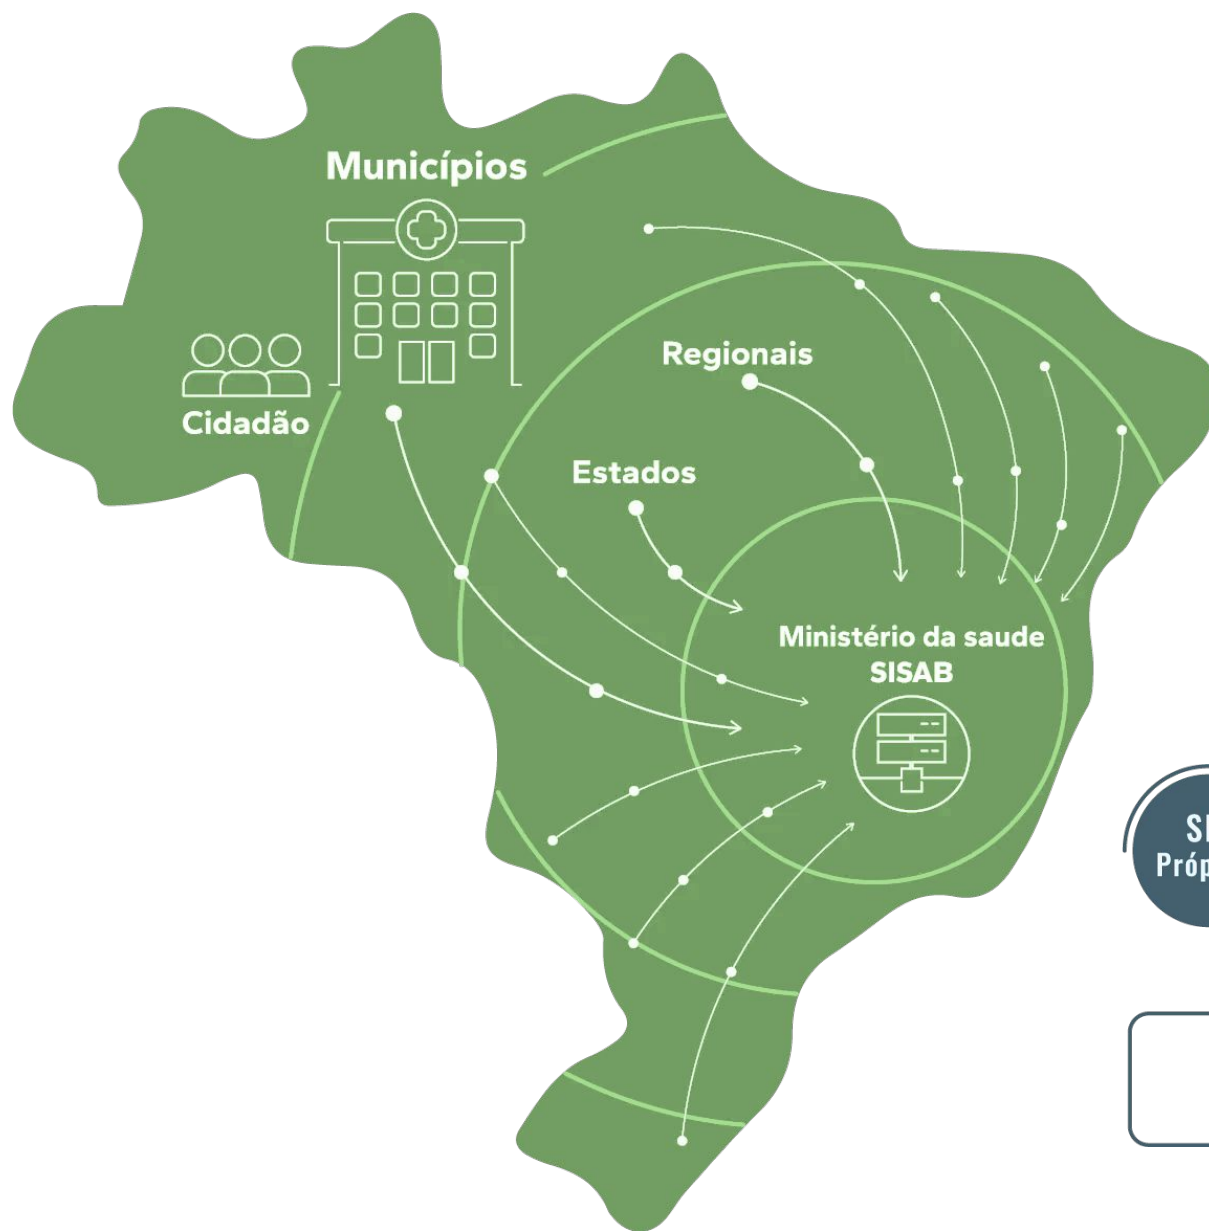 Municípios
Cidadão
Regionais
Estados
Ministério da saude
SISAB